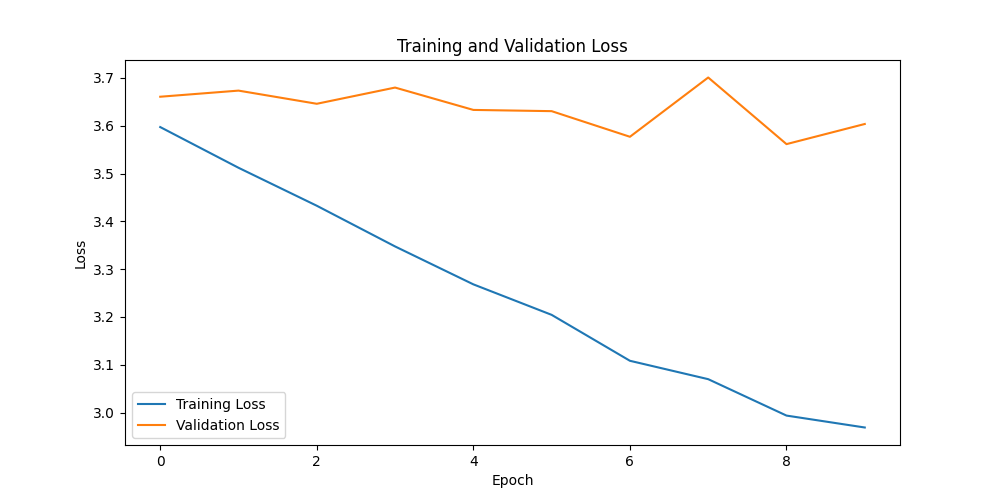 Training and Validation Loss
3.7
3.6
3.5
3.4
3.3
3.2
3.1
3.0
Loss
Training Loss
Validation Loss
0 2 4 6 8
Epoch